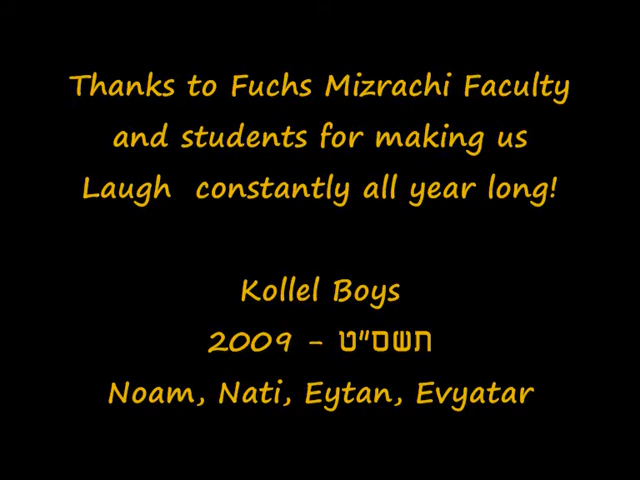 Thanks to Fuchs Mizrachi Faculty
and students for making us
Laugh constantly all year long!
Kollel Boys
2009 - תשס"ט
Noam, Nati, Eytan, Evyatar